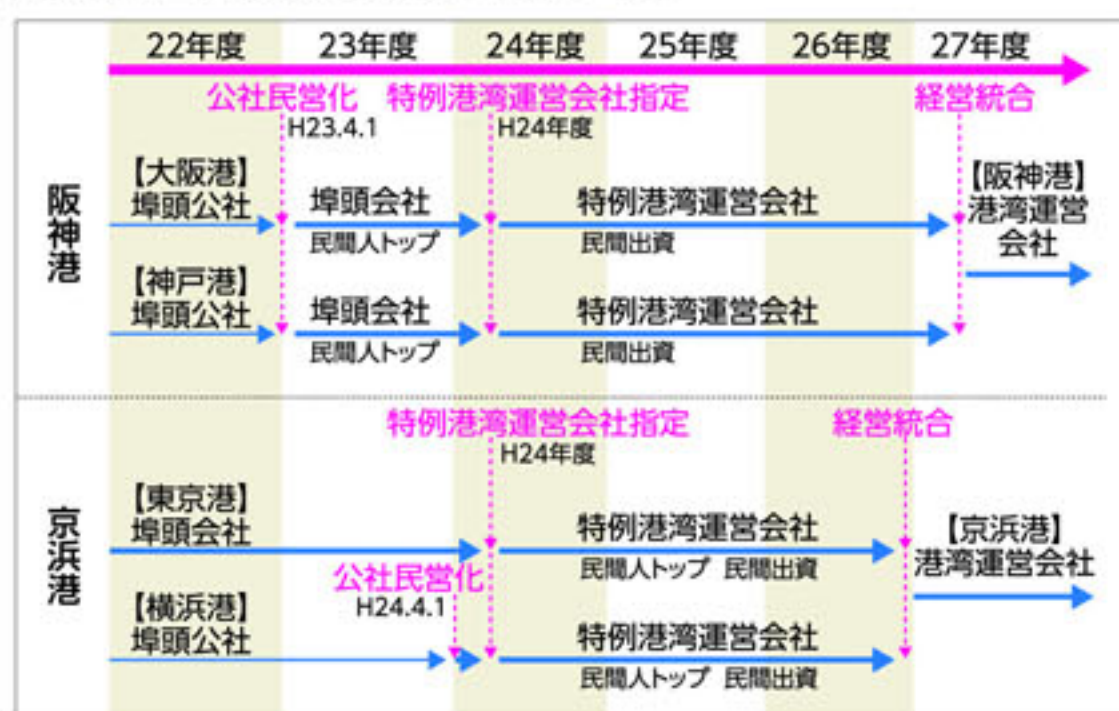 22年度 23年度 24年度 25年度 26年度 27年度
公社民営化 特例港湾運営会社指定 経営統合
H23.4.1 H24年度
阪神港
【大阪港】
埠頭公社
埠頭会社
民間人トップ
特例港湾運営会社
民間出資
【阪神港】
港湾運営
会社
【神戸港】
埠頭公社
埠頭会社
民間人トップ
特例港湾運営会社
民間出資
特例港湾運営会社指定 経営統合
H24年度
京浜港
【東京港】
埠頭会社
特例港湾運営会社
民間人トップ 民間出資
【京浜港】
港湾運営会社
公社民営化
H24.4.1
【横浜港】
埠頭公社
特例港湾運営会社
民間人トップ 民間出資